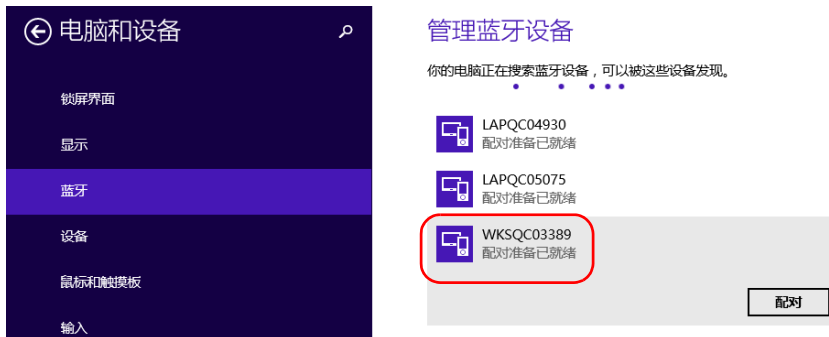 电脑和设备
锁屏界面
显示
蓝牙
设备
鼠标和触摸板
输入
管理蓝牙设备
你的电脑正在搜索蓝牙设备，可以被这些设备发现。
LAPQC04930
配对准备已就绪
LAPQC05075
配对准备已就绪
WKSQC03389
配对准备已就绪
配对